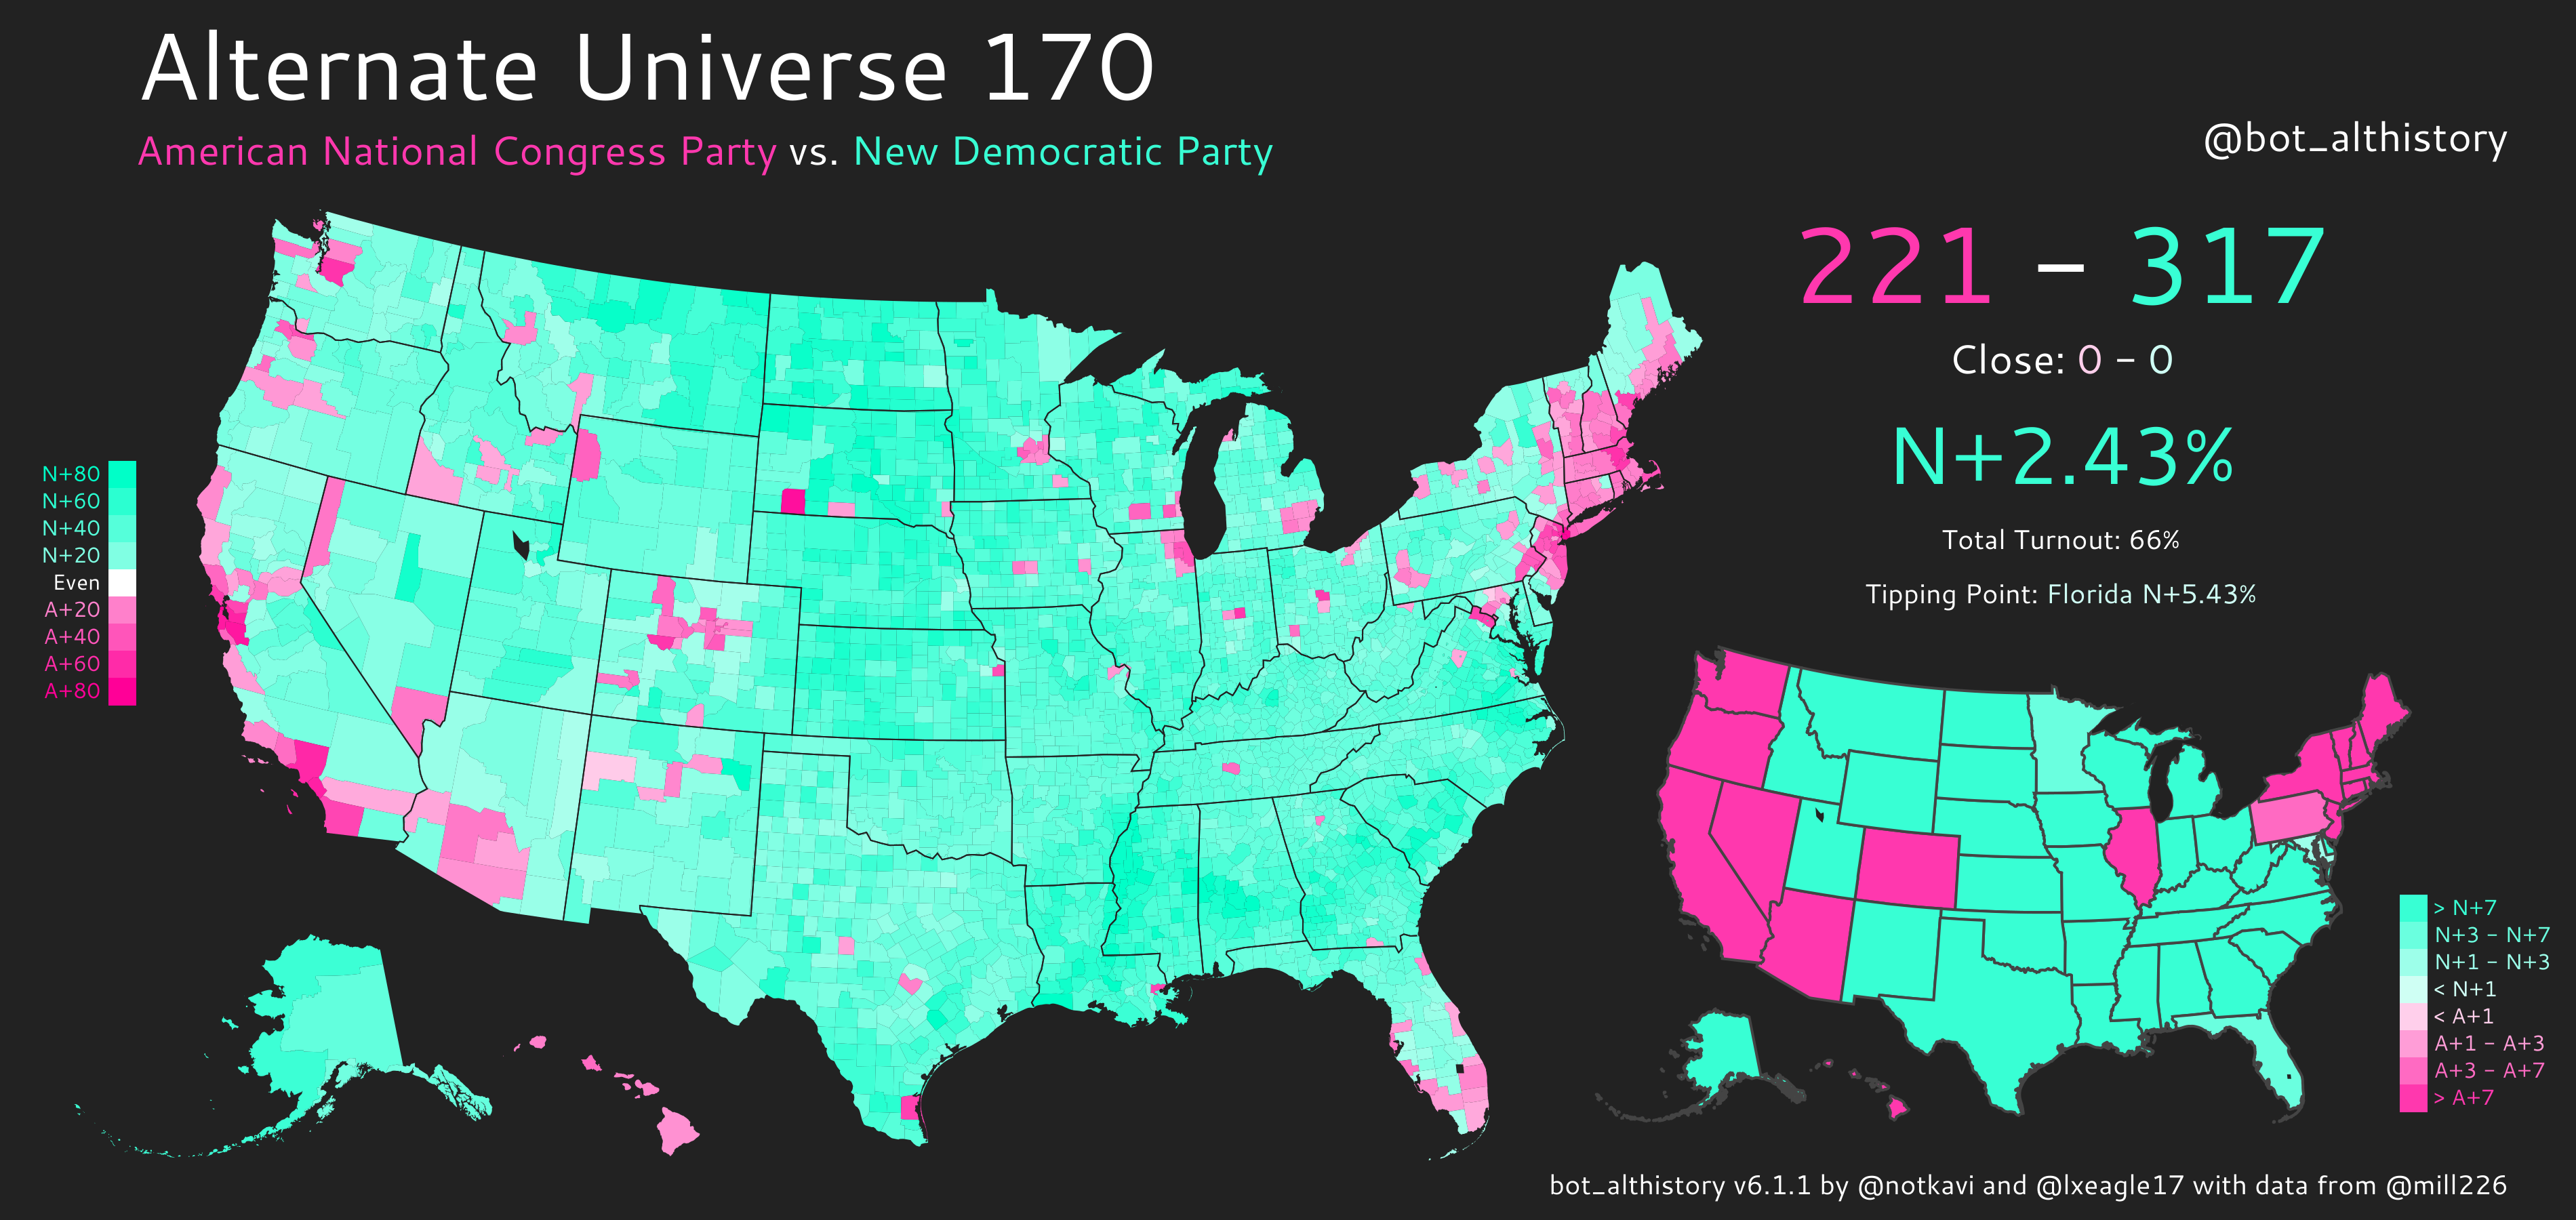 Alternate Universe 170
American National Congress Party vs. New Democratic Party
@bot_althistory
221 - 317
Close: 0 - 0
N+2.43%
Total Turnout: 66%
Tipping Point: Florida N+5.43%
N+80
N+60
N+40
N+20
Even
A+20
A+40
A+60
A+80
> N+7
N+3 - N+7
N+1 - N+3
< N+1
< A+1
A+1 - A+3
A+3 - A+7
> A+7
bot_althistory v6.1.1 by @notkavi and @lxeagle17 with data from @mill226